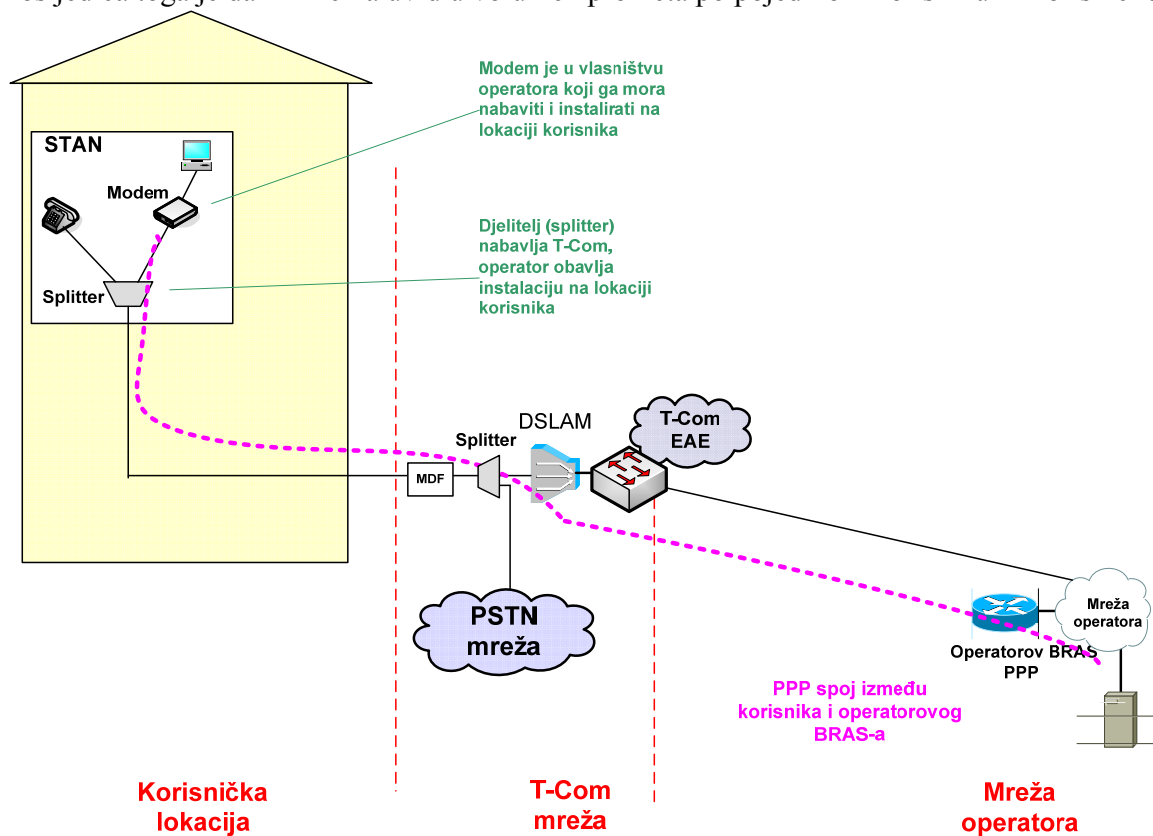 Modem je u vlasništvu
operatora koji ga mora
nabaviti i instalirati na
lokaciji korisnika
STAN
Modem
Djelitelj (splitter)
nabavlja T-Com,
operator obavlja
instalaciju na lokaciji
korisnika
Splitter
DSLAM
T-Com
EAE
Splitter
MDF
PSTN
mreža
Mreža
operatora
Operatorov BRAS
PPP
PPP spoj između
korisnika i operatorovog
BRAS-a
Korisnička
lokacija
T-Com
mreža
Mreža
operatora